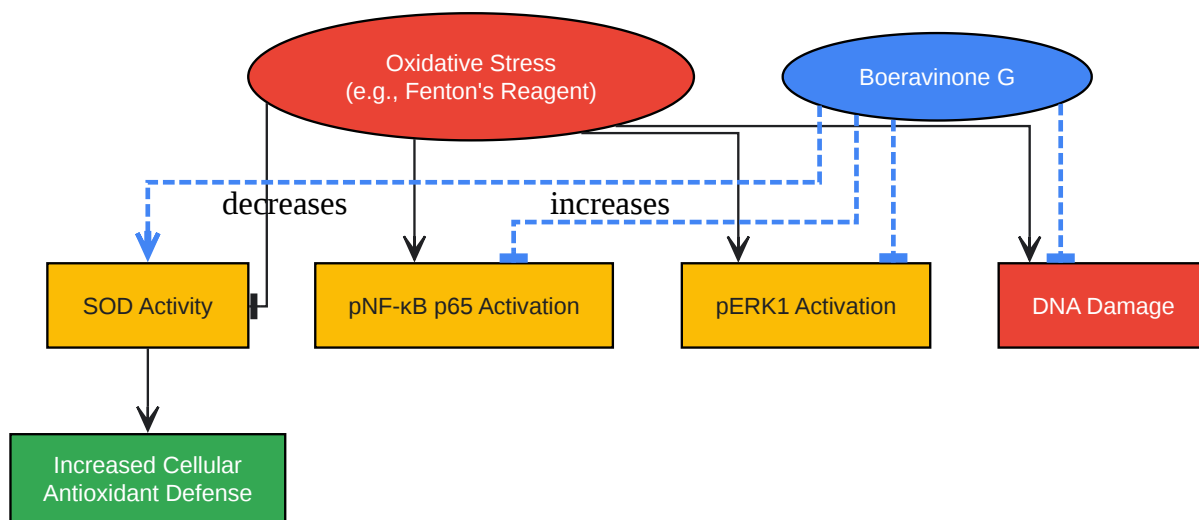 Oxidative Stress
(e.g., Fenton's Reagent)
Boeravinone G
decreases
increases
SOD Activity
pNF-κB p65 Activation
pERK1 Activation
DNA Damage
Increased Cellular
Antioxidant Defense